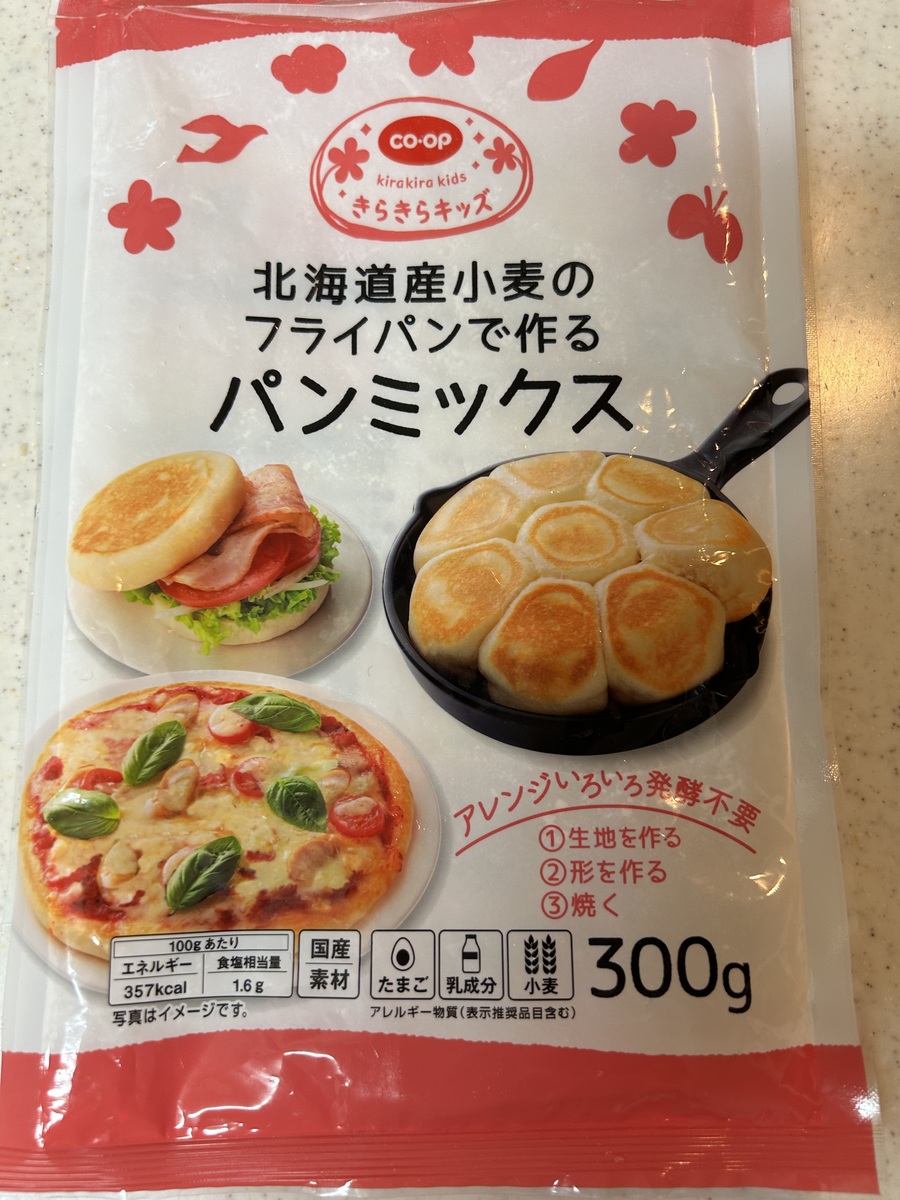 co·op
kirakira kids
きらきらキッズ
北海道産小麦の
フライパンで作る
パンミックス
アレンジいろいろ発酵不要
①生地を作る
②形を作る
③焼く
100gあたり
エネルギー
357kcal
食塩相当量
1.6g
国産
素材
たまご
乳成分
小麦
300g
写真はイメージです。
アレルギー物質(表示推奨品目含む)